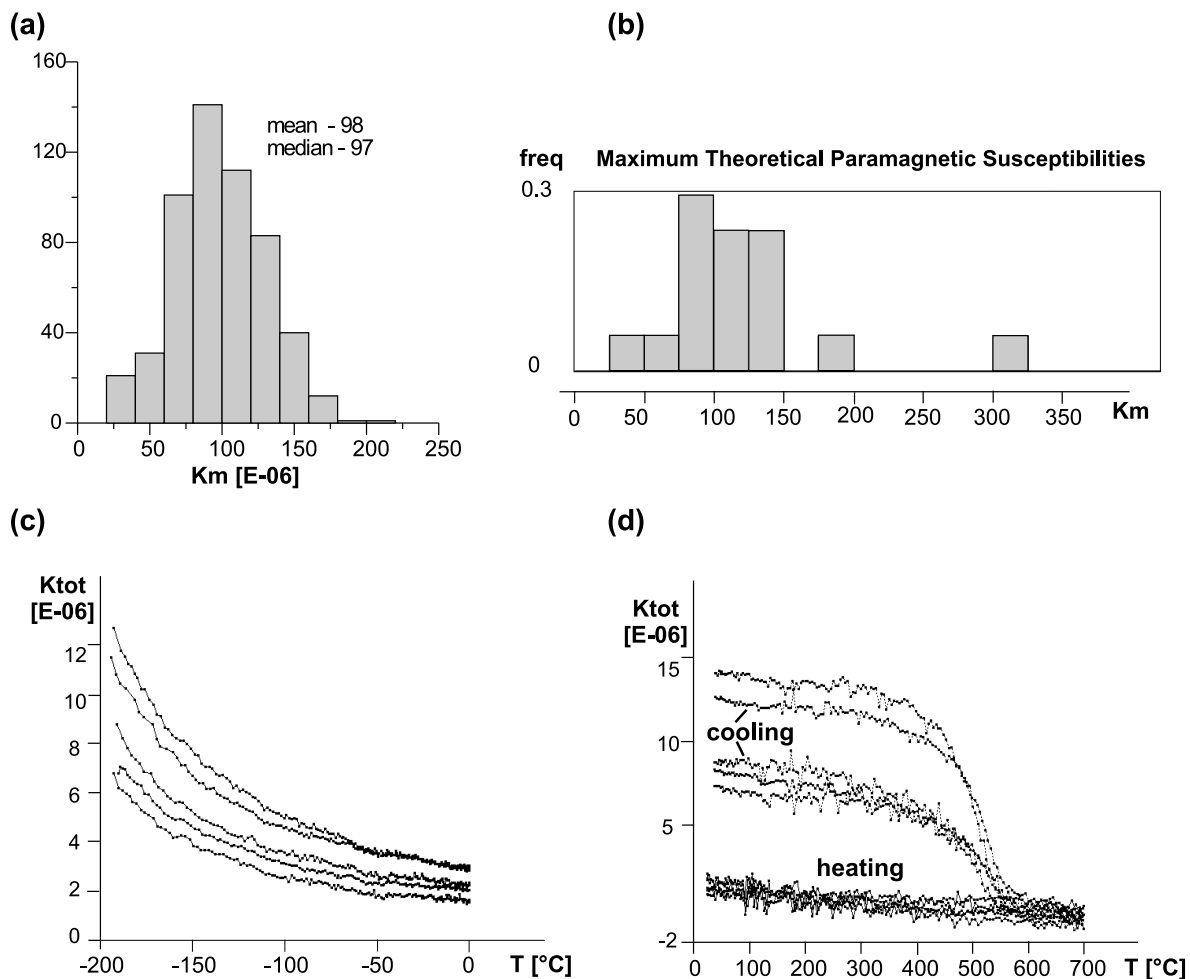 (a)
160
120
80
40
0
mean - 98
median - 97
0 50 100 150 200 250
Km [E-06]
(b)
freq Maximum Theoretical Paramagnetic Susceptibilities
0.3
0
0 50 100 150 200 250 300 350 Km
(c)
Ktot
[E-06]
12
10
8
6
4
2
0
-200 -150 -100 -50 0 T [°C]
(d)
Ktot
[E-06]
15
10
5
-2
cooling
heating
0 100 200 300 400 500 600 700 T [°C]